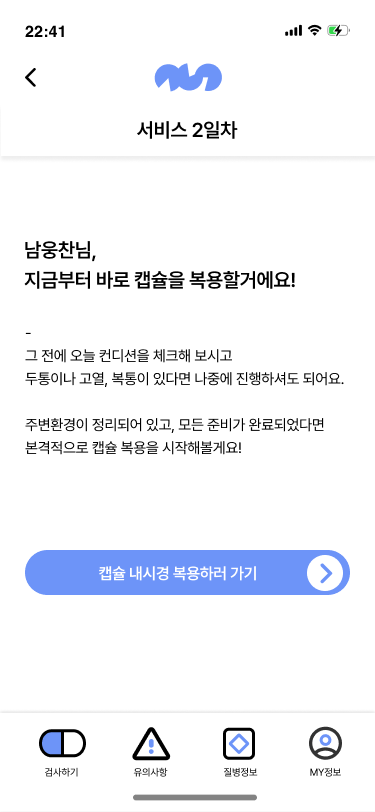 22:41
서비스 2일차
남웅찬님,
지금부터 바로 캡슐을 복용할거에요!
-
그 전에 오늘 컨디션을 체크해 보시고
두통이나 고열, 복통이 있다면 나중에 진행하셔도 되어요.
주변환경이 정리되어 있고, 모든 준비가 완료되었다면
본격적으로 캡슐 복용을 시작해볼게요!
캡슐 내시경 복용하러 가기
검사하기
유의사항
질병정보
MY정보